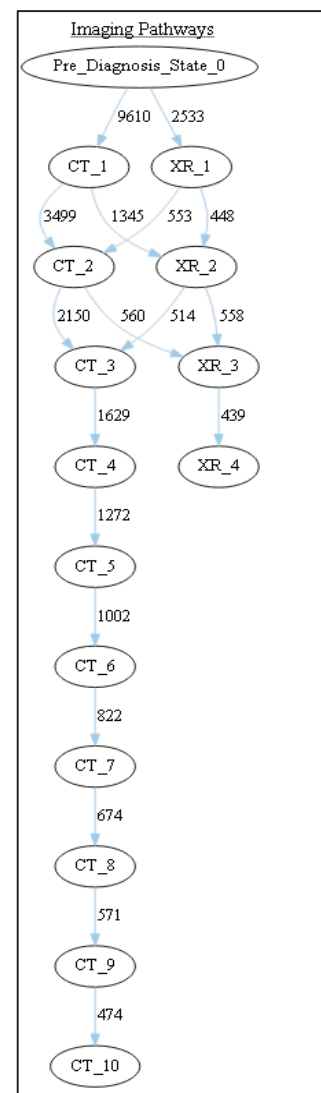 Imaging Pathways
Pre_Diagnosis_State_0
9610 2533
CT_1 XR_1
3499 1345 553 448
CT_2 XR_2
2150 560 514 558
CT_3 XR_3
1629 439
CT_4 XR_4
1272
CT_5
1002
CT_6
822
CT_7
674
CT_8
571
CT_9
474
CT_10